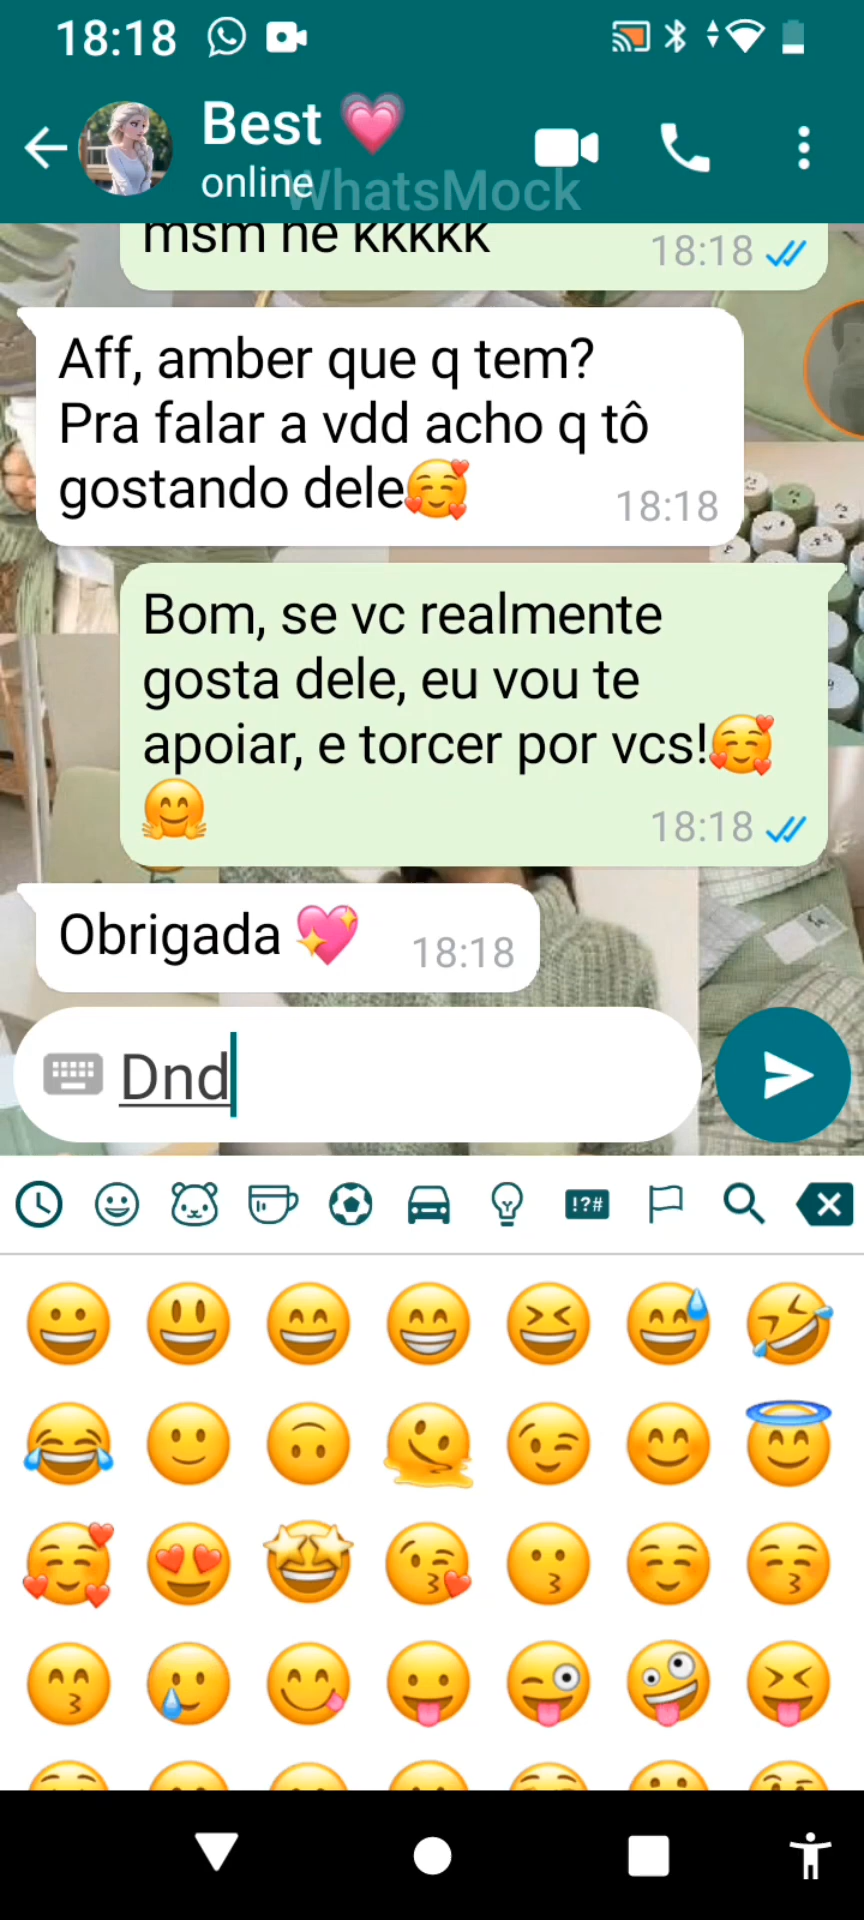 18:18
Best 💗
online
WhatsMock
msm né kkkkk
18:18
Aff, amber que q tem?
Pra falar a vdd acho q tô
gostando dele🥰
18:18
Bom, se vc realmente
gosta dele, eu vou te
apoiar, e torcer por vcs!🥰
🤗
18:18
Obrigada 💖
18:18
Dnd
!?#